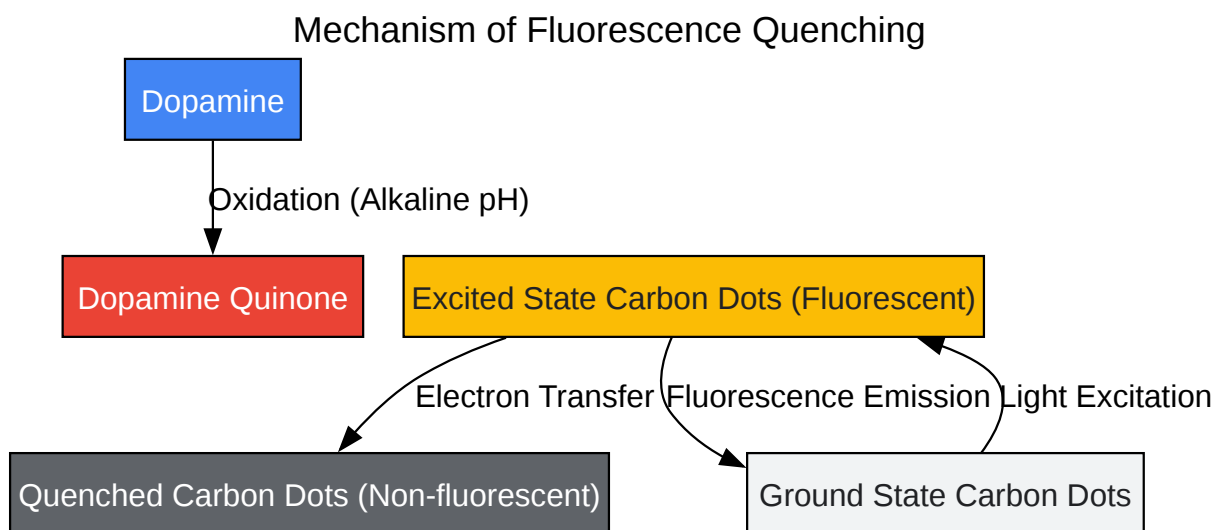 Mechanism of Fluorescence Quenching
Dopamine
Oxidation (Alkaline pH)
Dopamine Quinone
Excited State Carbon Dots (Fluorescent)
Electron Transfer
Fluorescence Emission
Light Excitation
Quenched Carbon Dots (Non-fluorescent)
Ground State Carbon Dots